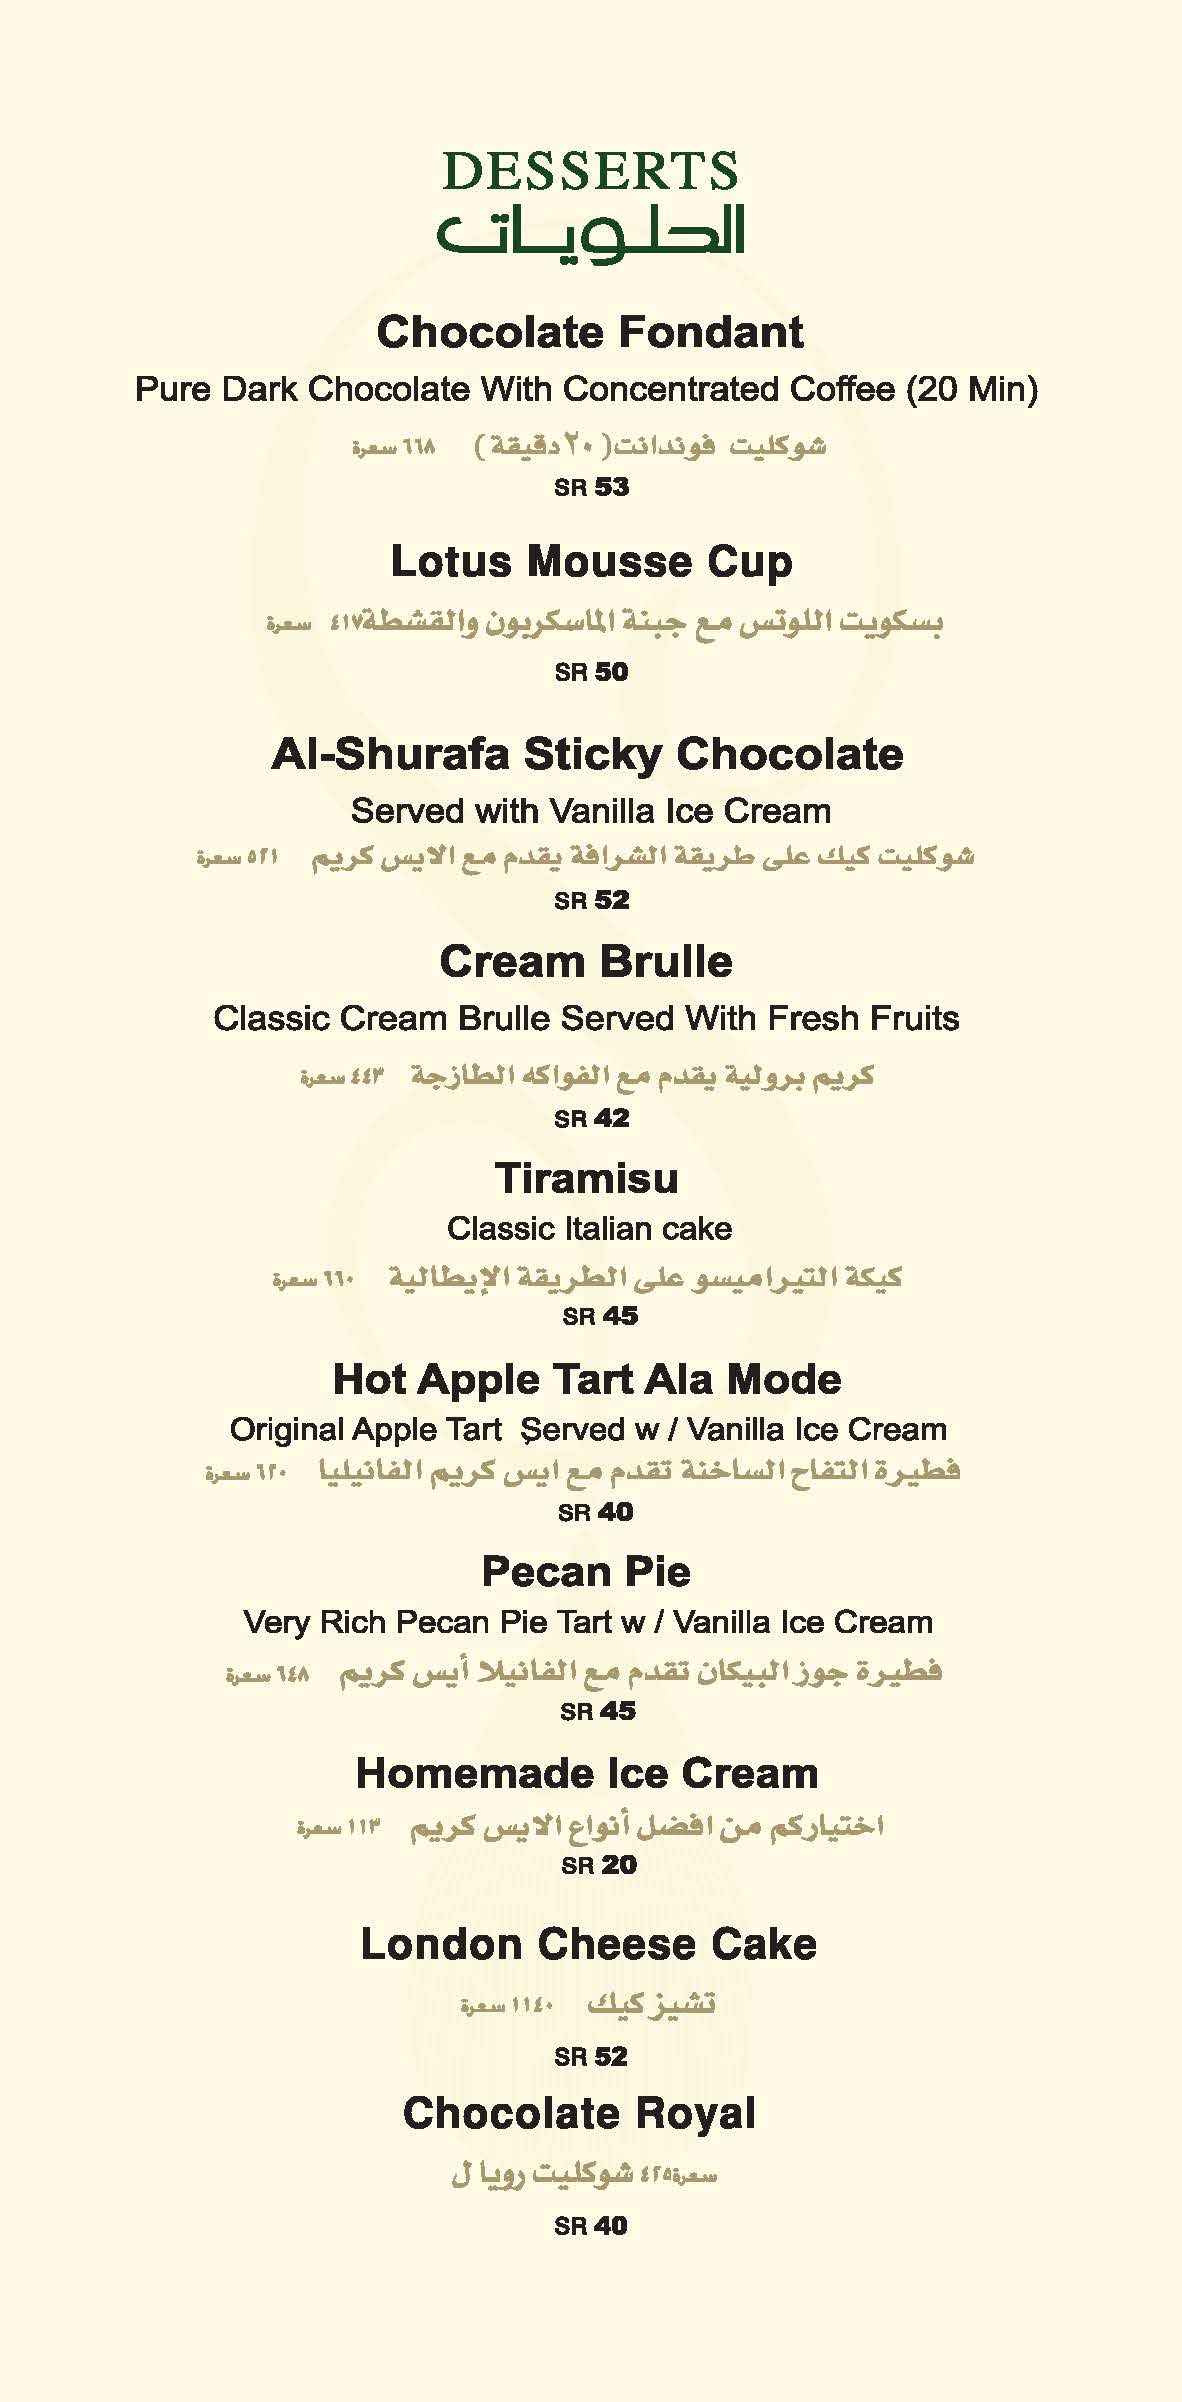 DESSERTS
الحلويات
Chocolate Fondant
Pure Dark Chocolate With Concentrated Coffee (20 Min)
شوكليت فوندانت( ٢٠ دقيقة ) ٦٦٨ سعرة
SR 53
Lotus Mousse Cup
بسكويت اللوتس مع جبنة الماسكربون والقشطة٤١٧ سعرة
SR 50
Al-Shurafa Sticky Chocolate
Served with Vanilla Ice Cream
شوكليت كيك على طريقة الشرافة يقدم مع الايس كريم ٥٢١ سعرة
SR 52
Cream Brulle
Classic Cream Brulle Served With Fresh Fruits
كريم برولية يقدم مع الفواكه الطازجة ٤٤٣ سعرة
SR 42
Tiramisu
Classic Italian cake
كيكة التيراميسو على الطريقة الإيطالية ٦٦٠ سعرة
SR 45
Hot Apple Tart Ala Mode
Original Apple Tart Served w / Vanilla Ice Cream
فطيرة التفاح الساخنة تقدم مع ايس كريم الفانيليا ٦٢٠ سعرة
SR 40
Pecan Pie
Very Rich Pecan Pie Tart w / Vanilla Ice Cream
فطيرة جوز البيكان تقدم مع الفانيلا أيس كريم ٦٤٨ سعرة
SR 45
Homemade Ice Cream
اختياركم من افضل أنواع الايس كريم ١١٣ سعرة
SR 20
London Cheese Cake
تشيز كيك ١١٤٠ سعرة
SR 52
Chocolate Royal
سعرة٤٢٥ شوكليت رويا ل
SR 40